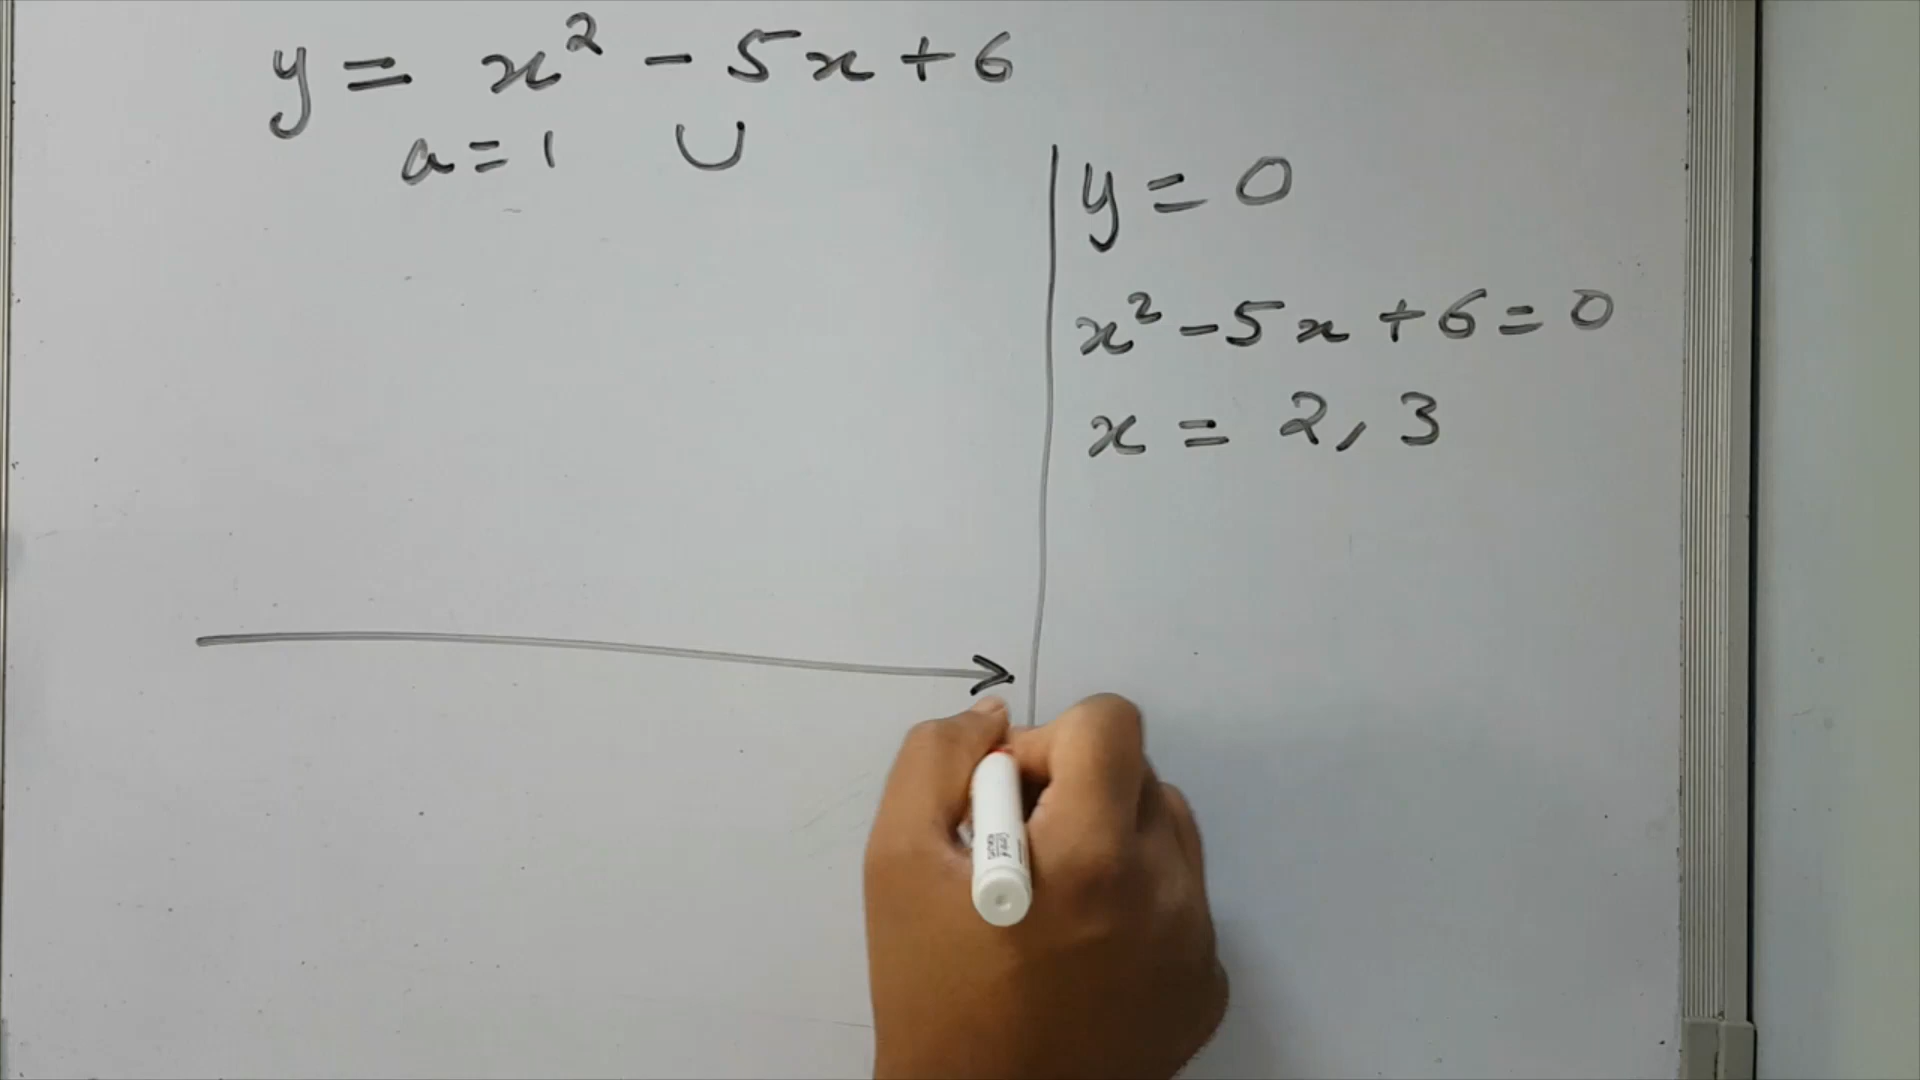 y = x² - 5x + 6
a = 1 ∪
y = 0
x² - 5x + 6 = 0
x = 2, 3